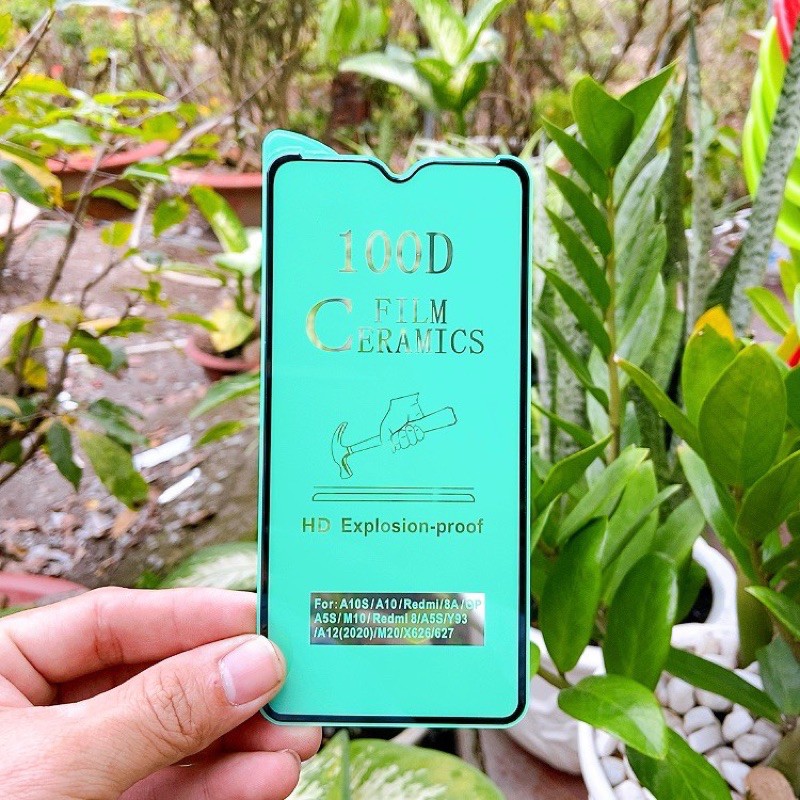 100D
FILM
CERAMICS
HD Explosion-proof
For: A10S/A10/Redmi/8A/OP
A5S/M10/Redmi 8/A5S/Y93
/A12(2020)/M20/X626/627